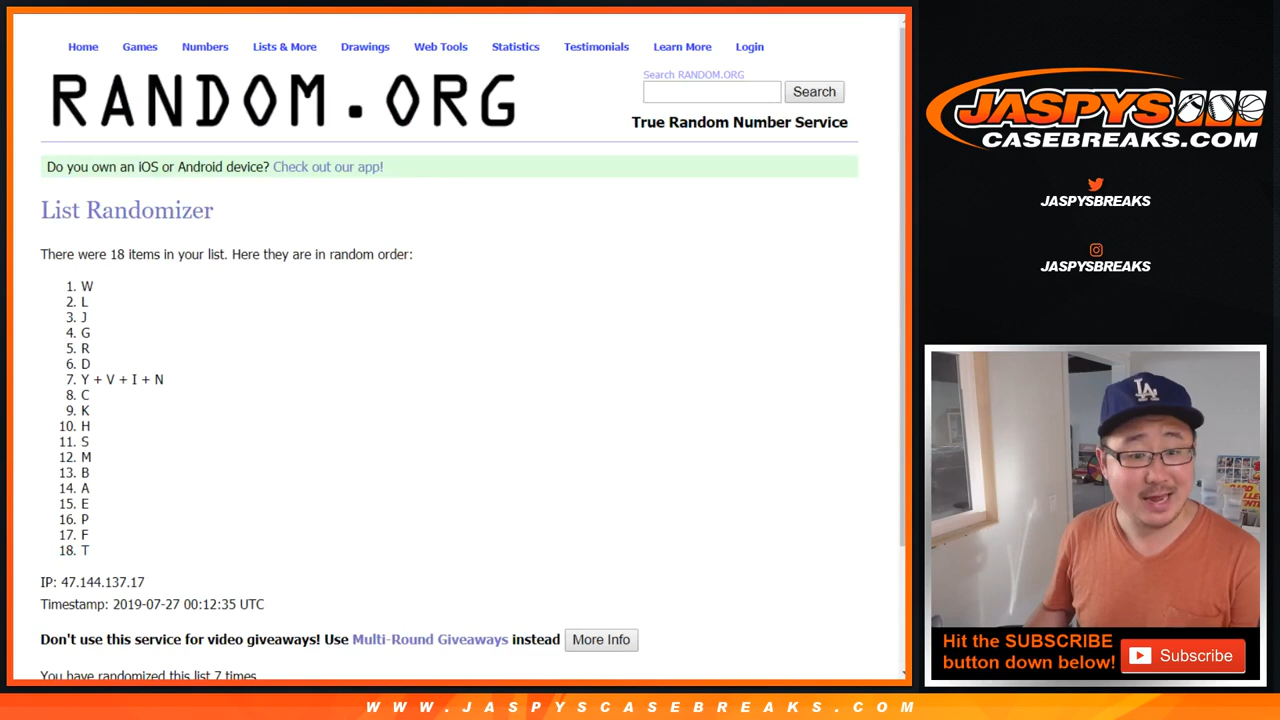 Home Games Numbers Lists & More Drawings Web Tools Statistics Testimonials Learn More Login
RANDOM.ORG
Search RANDOM.ORG
Search
True Random Number Service
Do you own an iOS or Android device? Check out our app!
List Randomizer
There were 18 items in your list. Here they are in random order:
1. W
2. L
3. J
4. G
5. R
6. D
7. Y + V + I + N
8. C
9. K
10. H
11. S
12. M
13. B
14. A
15. E
16. P
17. F
18. T
IP: 47.144.137.17
Timestamp: 2019-07-27 00:12:35 UTC
Don't use this service for video giveaways! Use Multi-Round Giveaways instead More Info
You have randomized this list 7 times
JASPYS
CASEBREAKS.COM
JASPYSBREAKS
JASPYSBREAKS
LA
Hit the SUBSCRIBE
button down below!
Subscribe
WWW.JASPYSCASEBREAKS.COM